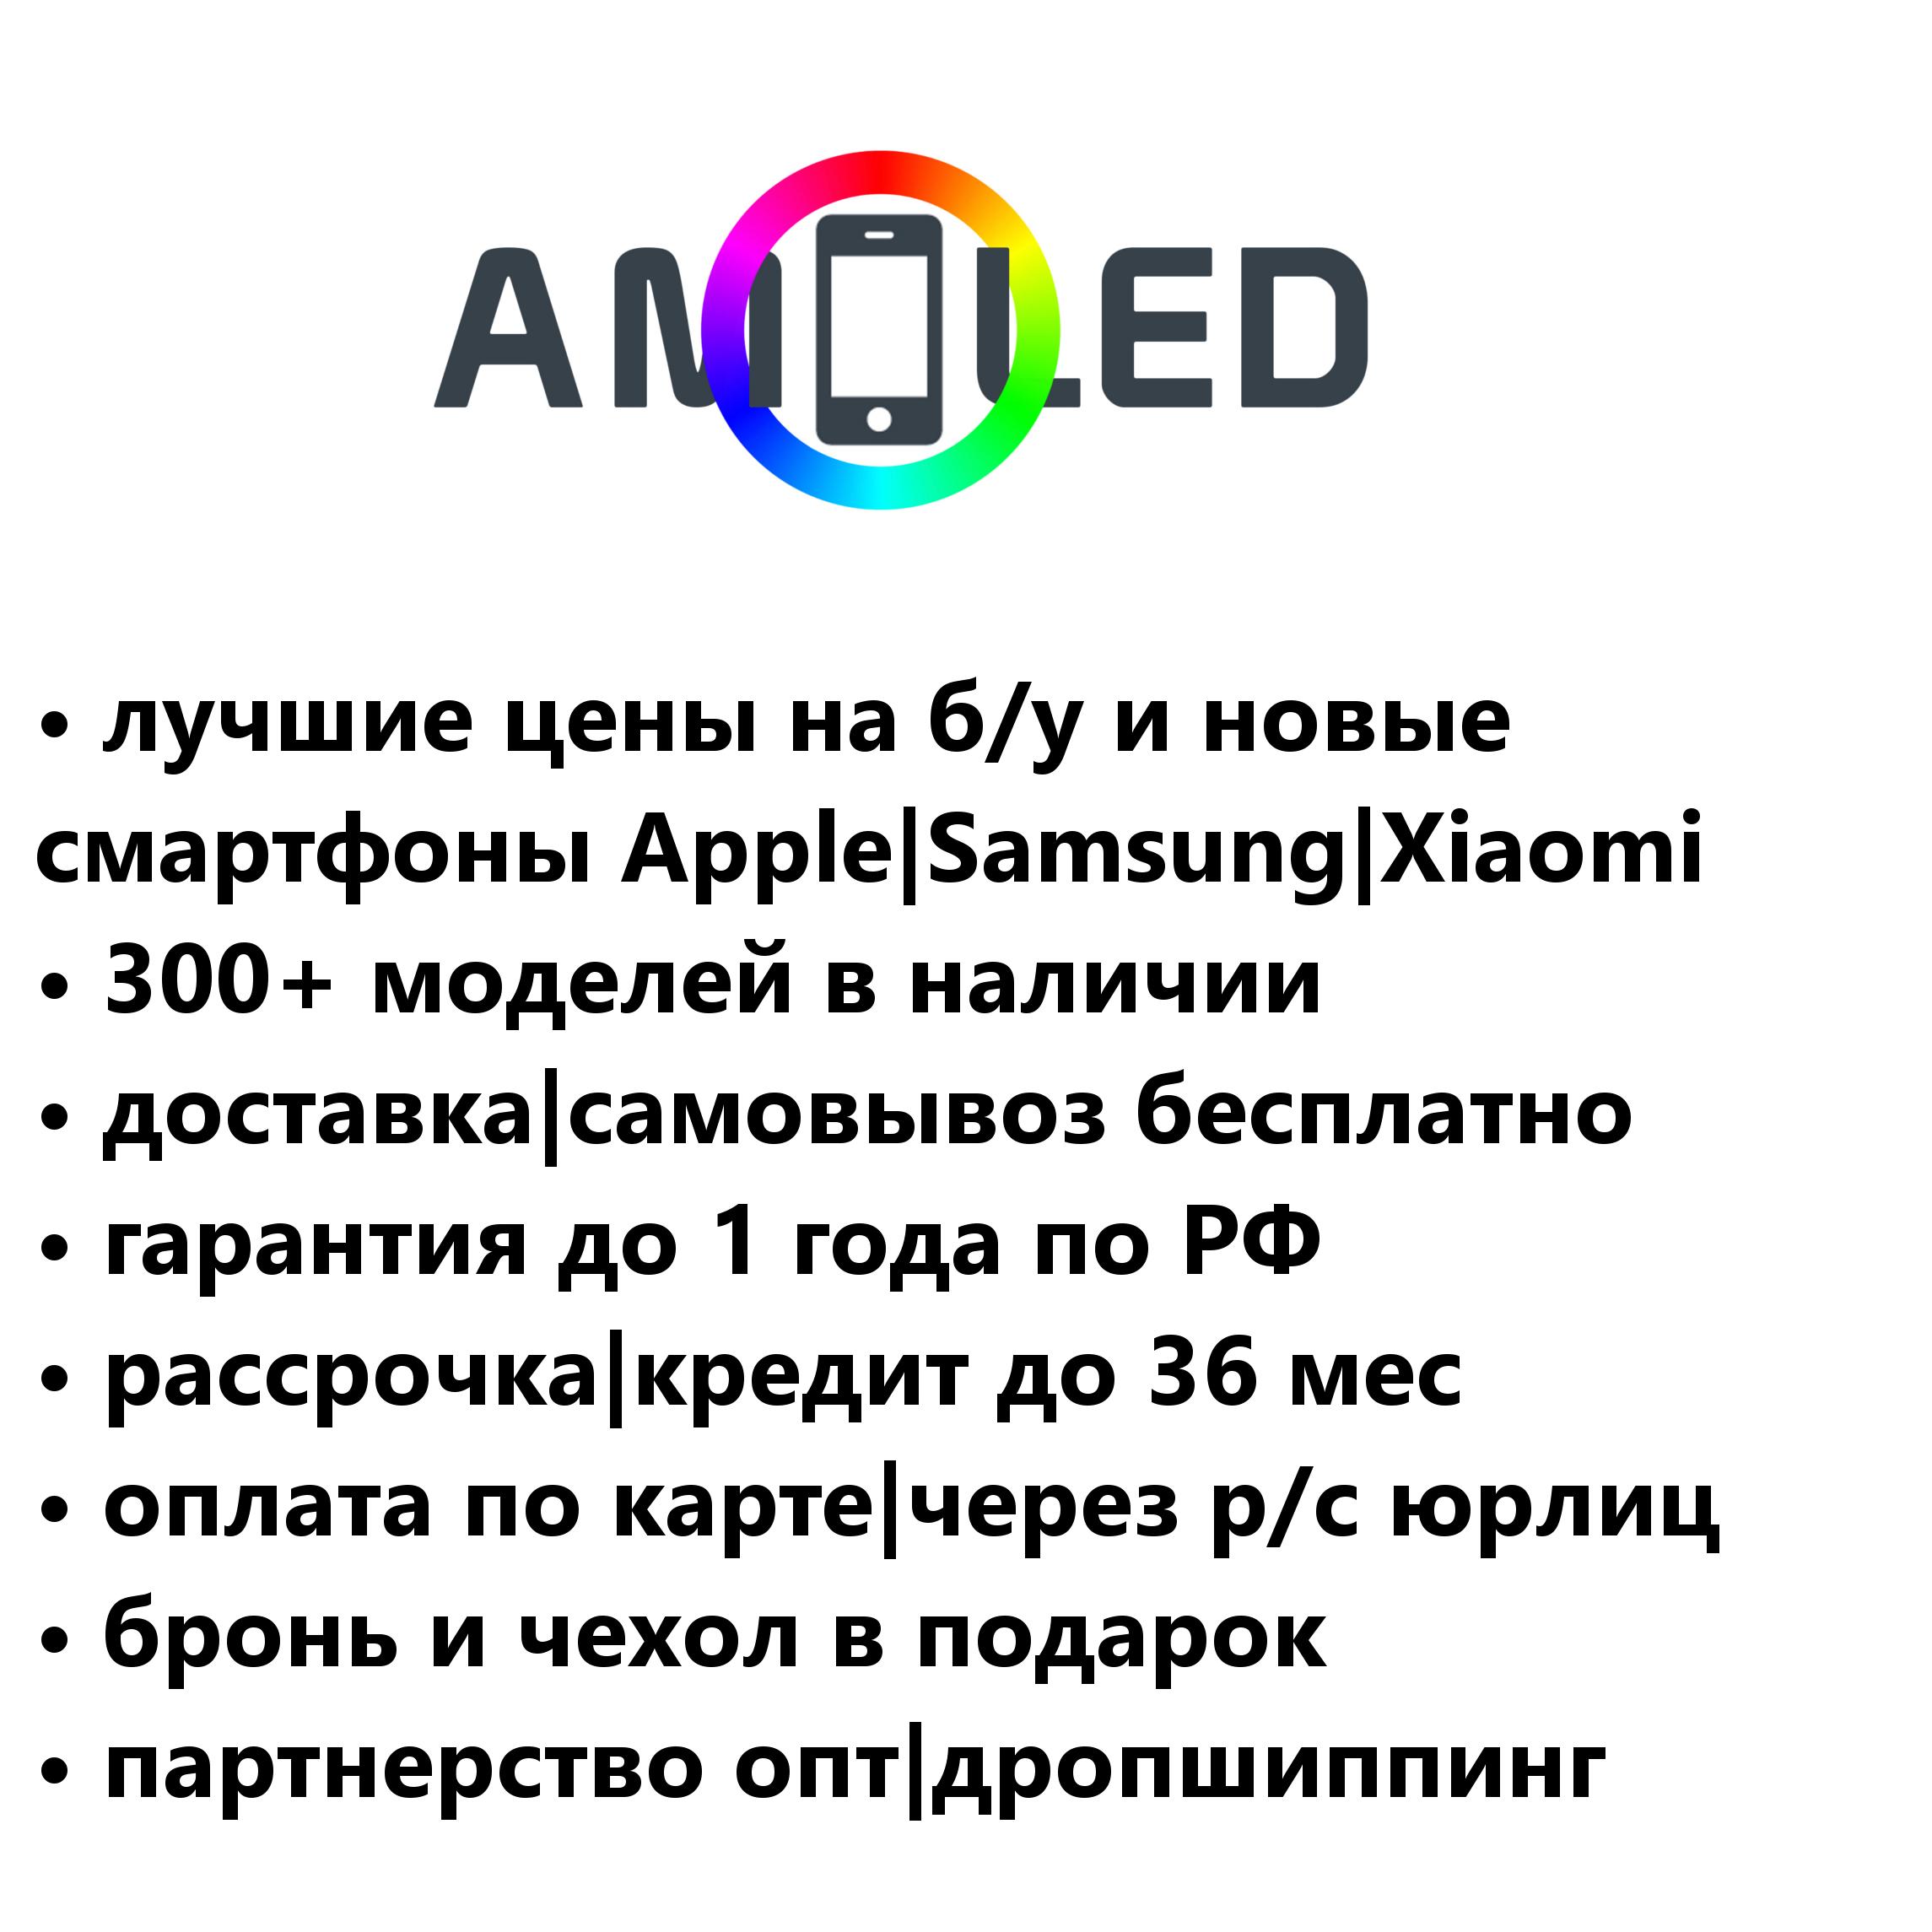 AMOLED
• лучшие цены на б/у и новые
смартфоны Apple|Samsung|Xiaomi
• 300+ моделей в наличии
• доставка|самовывоз бесплатно
• гарантия до 1 года по РФ
• рассрочка|кредит до 36 мес
• оплата по карте|через р/с юрлиц
• бронь и чехол в подарок
• партнерство опт|дропшиппинг